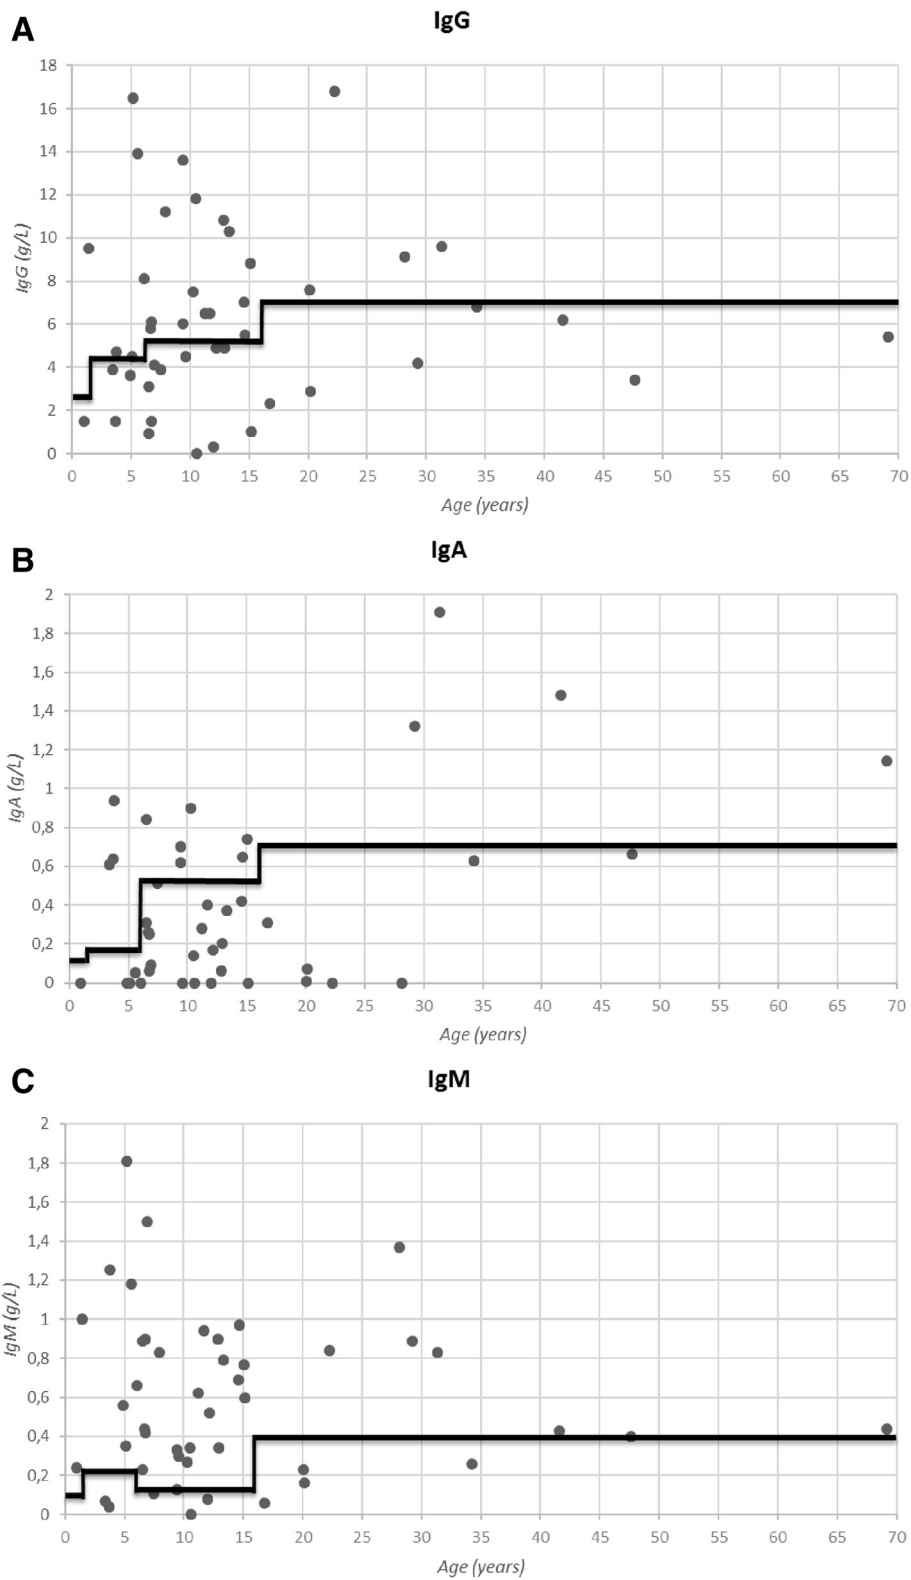 A
IgG
18
16
14
12
10
8
6
4
2
0
IgG (g/L)
0 5 10 15 20 25 30 35 40 45 50 55 60 65 70
Age (years)
B
IgA
2
1,8
1,6
1,4
1,2
1
0,8
0,6
0,4
0,2
0
IgA (g/L)
0 5 10 15 20 25 30 35 40 45 50 55 60 65 70
Age (years)
C
IgM
2
1,8
1,6
1,4
1,2
1
0,8
0,6
0,4
0,2
0
IgM (g/L)
0 5 10 15 20 25 30 35 40 45 50 55 60 65 70
Age (years)